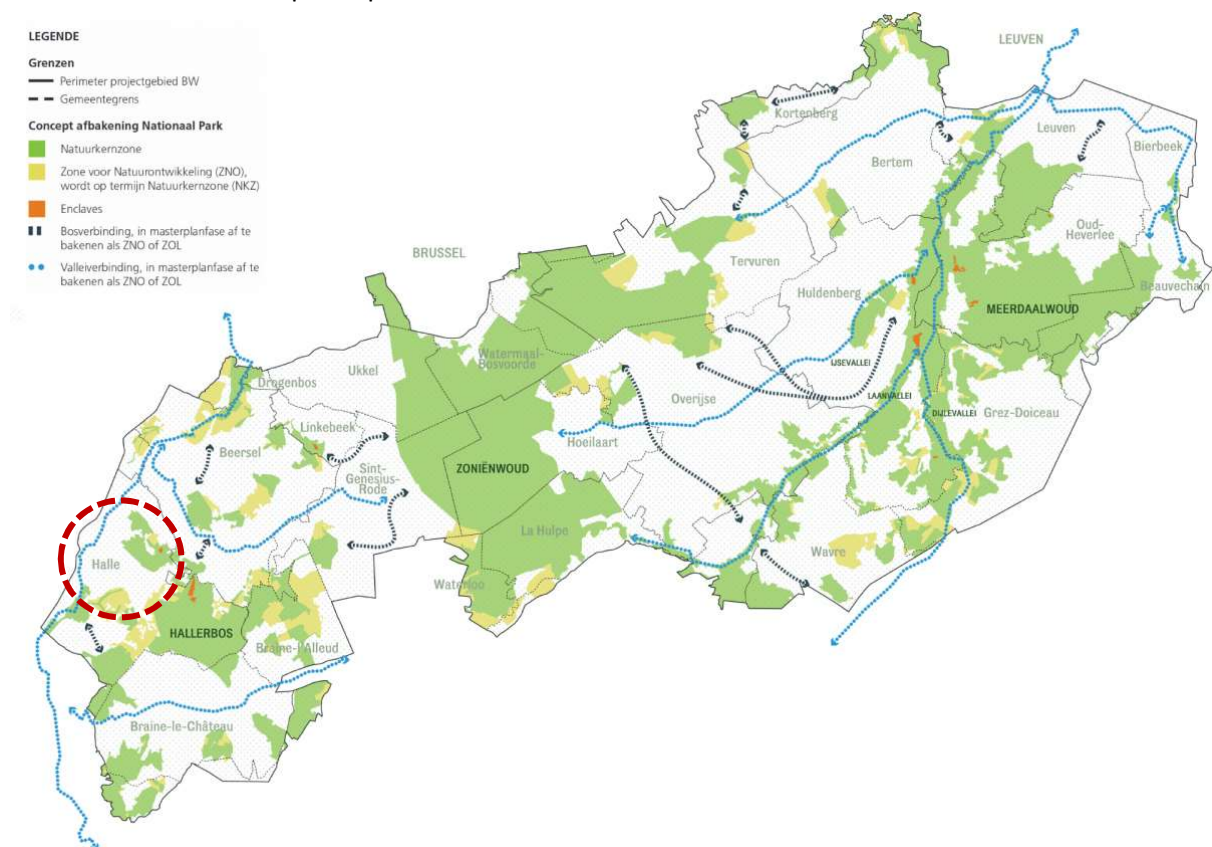 LEGENDE
Grenzen
Perimeter projectgebied BW
Gemeentegrens
Concept afbakening Nationaal Park
Natuurkernzone
Zone voor Natuurontwikkeling (ZNO),
wordt op termijn Natuurkernzone (NKZ)
Enclaves
Bosverbinding, in masterplanfase af te
bakenen als ZNO of ZOL
Valleiverbinding, in masterplanfase af te
bakenen als ZNO of ZOL
LEUVEN
Kortenberg
Leuven
Bierbeek
Bertem
Oud-
Heverlee
BRUSSEL
Tervuren
Huldenberg
Beauvechain
MEERDAALWOUD
Watermaal-
Bosvoorde
Ukkel
Drogenbos
IJSEVALLEI
LAANVALLEI
DIJLEVALLEI
Grez-Doiceau
Overijse
Linkebeek
Hoeilaart
Beersel
Sint-
Genesius-
Rode
ZONIËNWOUD
La Hulpe
Wavre
Halle
Waterloo
HALLERBOS
Braine-l'Alleud
Braine-le-Château